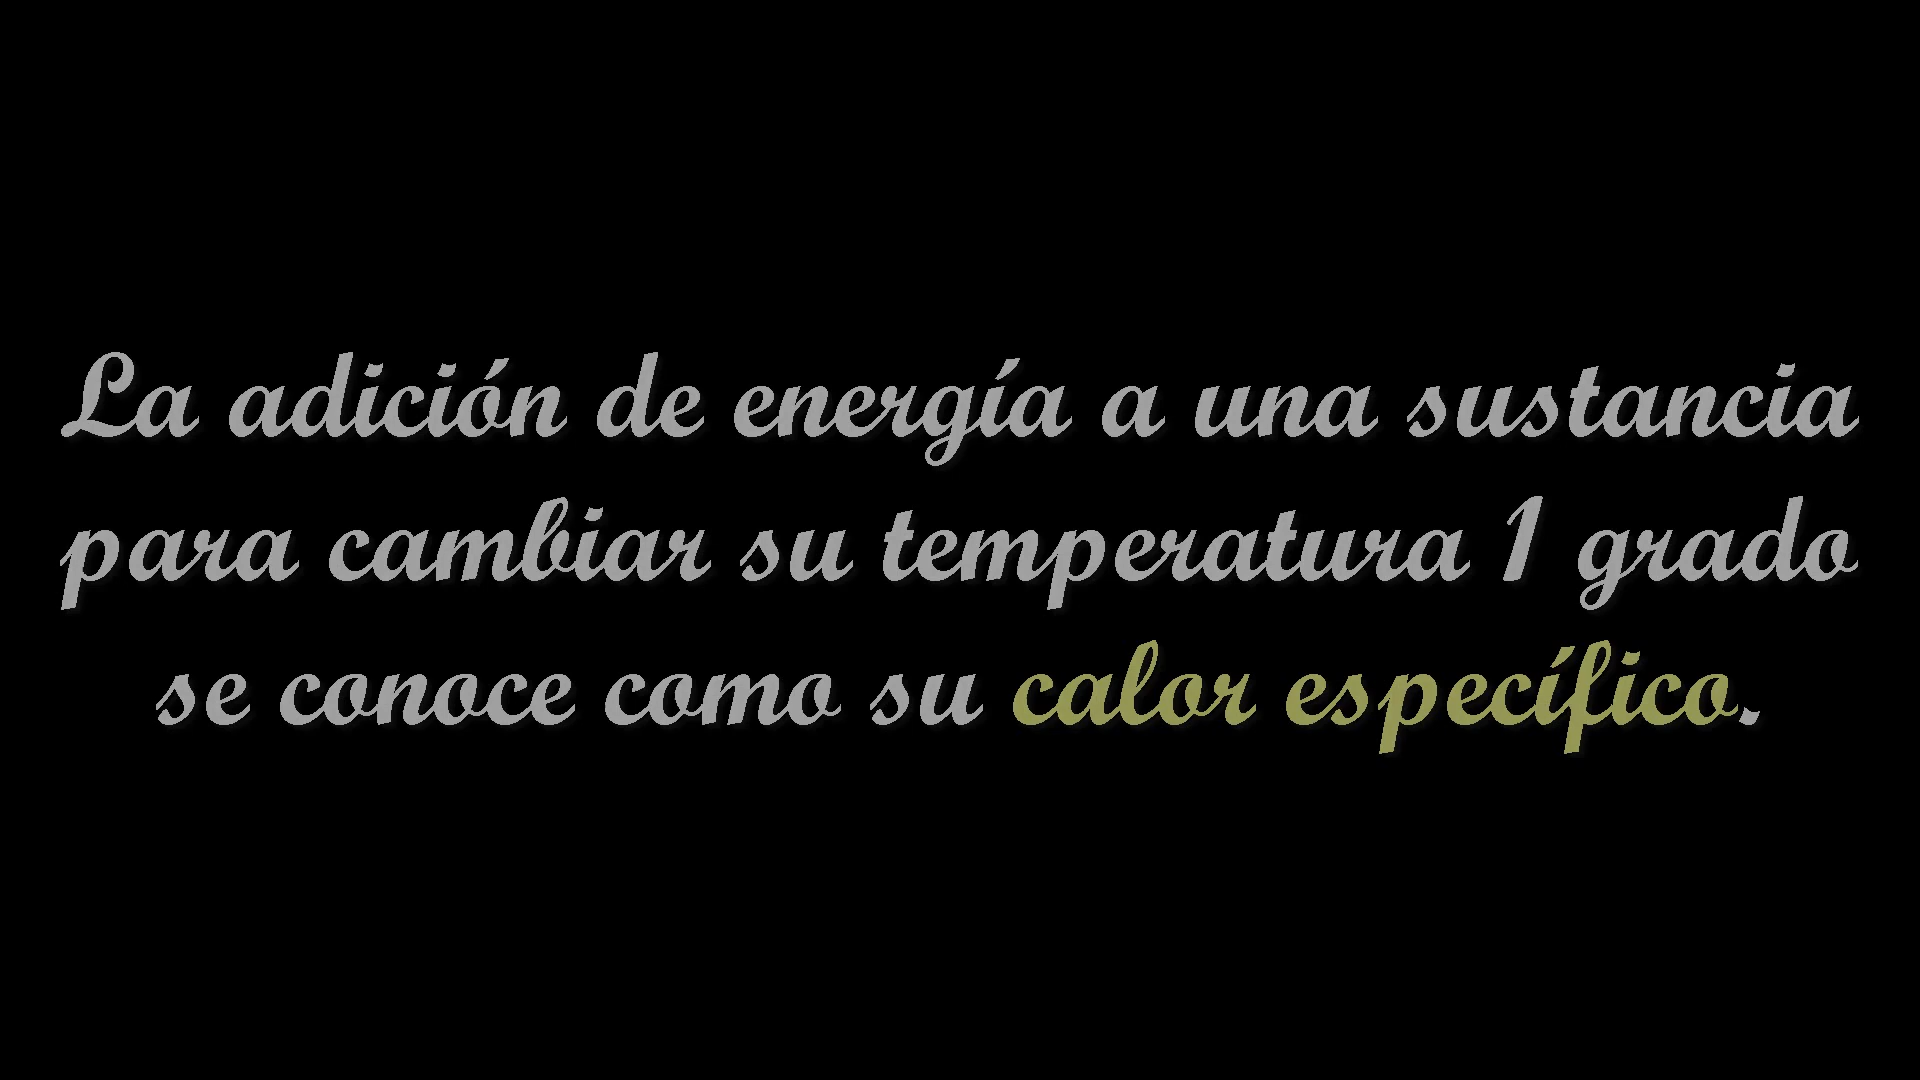 La adición de energía a una sustancia
para cambiar su temperatura 1 grado
se conoce como su calor específico.